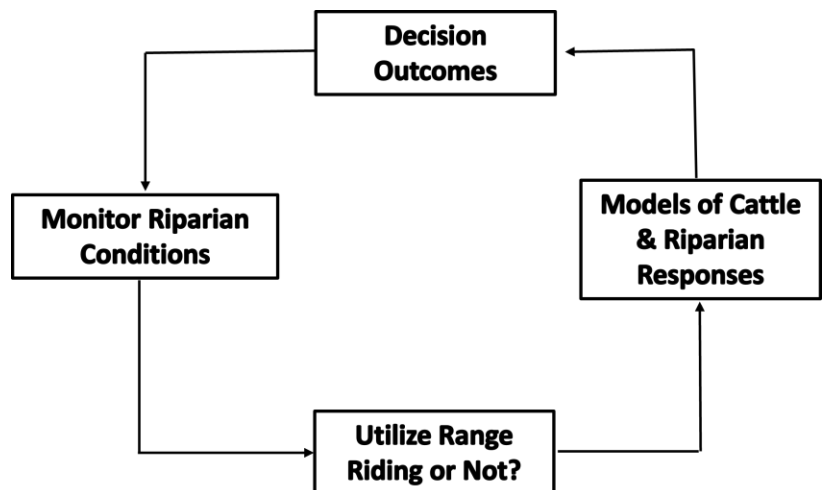 Decision
Outcomes
Monitor Riparian
Conditions
Models of Cattle
& Riparian
Responses
Utilize Range
Riding or Not?